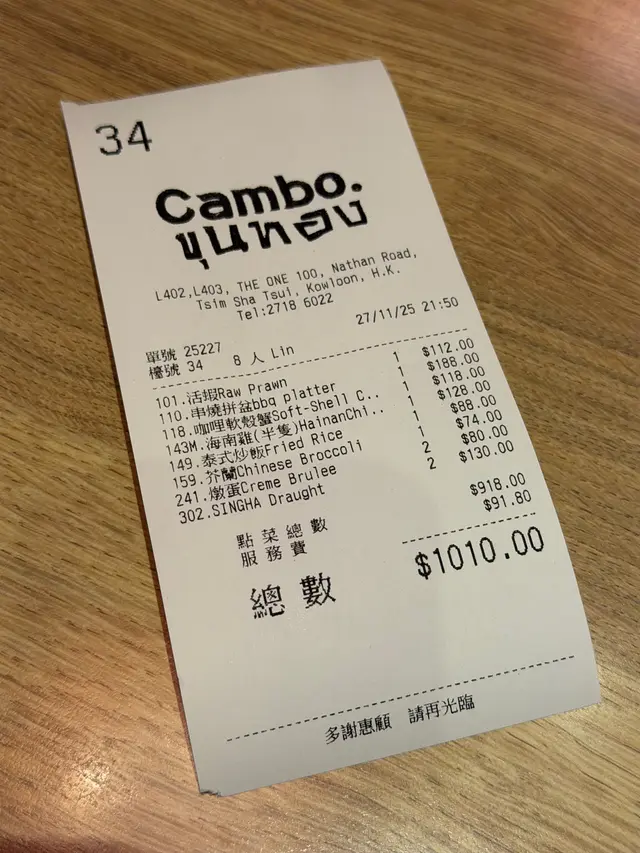 34
Cambo.
ขุนทอง
L402,L403, THE ONE 100, Nathan Road,
Tsim Sha Tsui, Kowloon, H.K.
Tel:2718 6022
27/11/25 21:50
單號 25227
檯號 34 8 人 Lin
101.活蝦Raw Prawn 1 $112.00
110.串燒拼盆bbq platter 1 $188.00
118.咖哩軟殼蟹Soft-Shell C.. 1 $118.00
143M.海南雞(半隻)HainanChi.. 1 $128.00
149.泰式炒飯Fried Rice 1 $88.00
159.芥蘭Chinese Broccoli 1 $74.00
241.燉蛋Creme Brulee 2 $80.00
302.SINGHA Draught 2 $130.00
點菜總數 $918.00
服務費 $91.80
總數 $1010.00
多謝惠顧 請再光臨